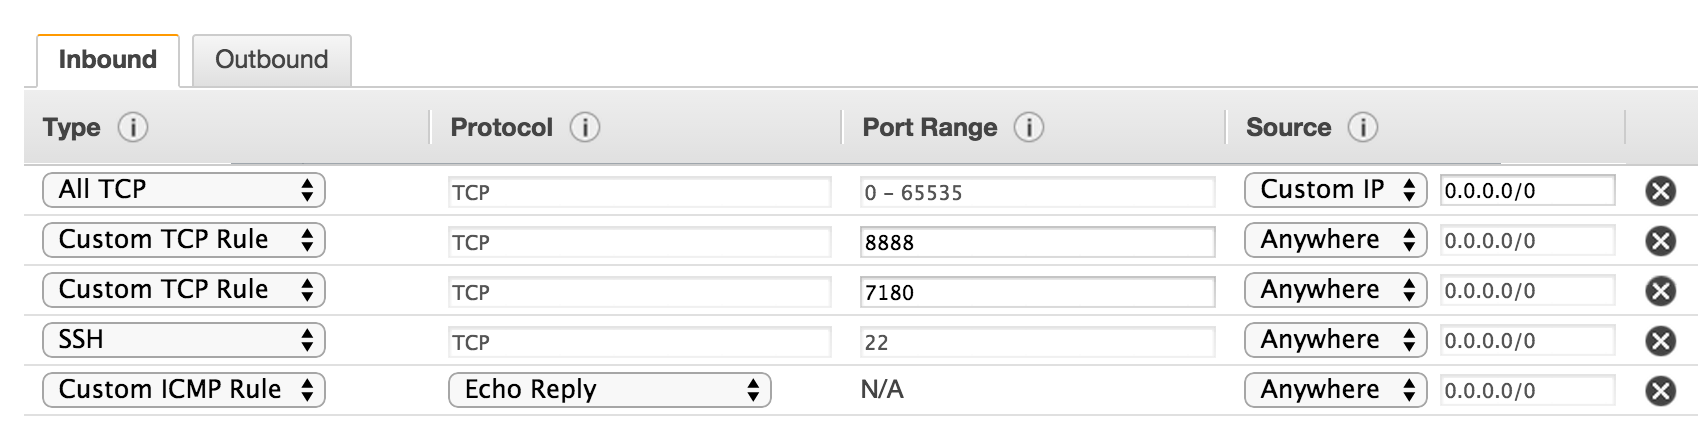 Inbound Outbound
Type i Protocol i Port Range i Source i
All TCP TCP 0 – 65535 Custom IP 0.0.0.0/0
Custom TCP Rule TCP 8888 Anywhere 0.0.0.0/0
Custom TCP Rule TCP 7180 Anywhere 0.0.0.0/0
SSH TCP 22 Anywhere 0.0.0.0/0
Custom ICMP Rule Echo Reply N/A Anywhere 0.0.0.0/0